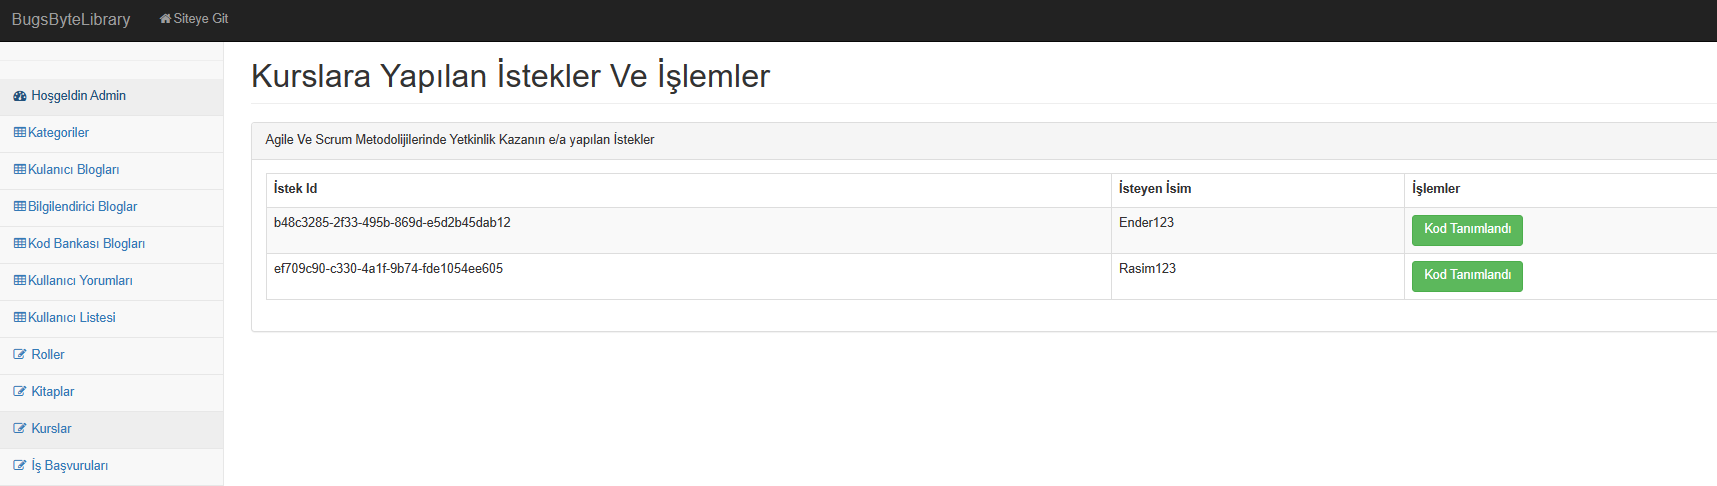 BugsByteLibrary Siteye Git
Hoşgeldin Admin
Kategoriler
Kulanıcı Blogları
Bilgilendirici Bloglar
Kod Bankası Blogları
Kullanıcı Yorumları
Kullanıcı Listesi
Roller
Kitaplar
Kurslar
İş Başvuruları
Kurslara Yapılan İstekler Ve İşlemler
Agile Ve Scrum Metodolijilerinde Yetkinlik Kazanın e/a yapılan İstekler
İstek Id İsteyen İsim İşlemler
b48c3285-2f33-495b-869d-e5d2b45dab12 Ender123 Kod Tanımlandı
ef709c90-c330-4a1f-9b74-fde1054ee605 Rasim123 Kod Tanımlandı